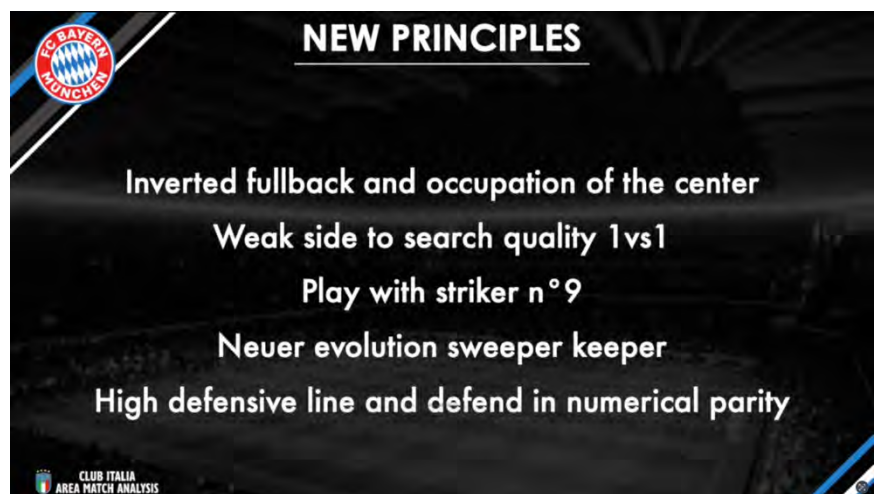 FC BAYERN
MÜNCHEN
NEW PRINCIPLES
Inverted fullback and occupation of the center
Weak side to search quality 1vs1
Play with striker n°9
Neuer evolution sweeper keeper
High defensive line and defend in numerical parity
CLUB ITALIA
AREA MATCH ANALYSIS